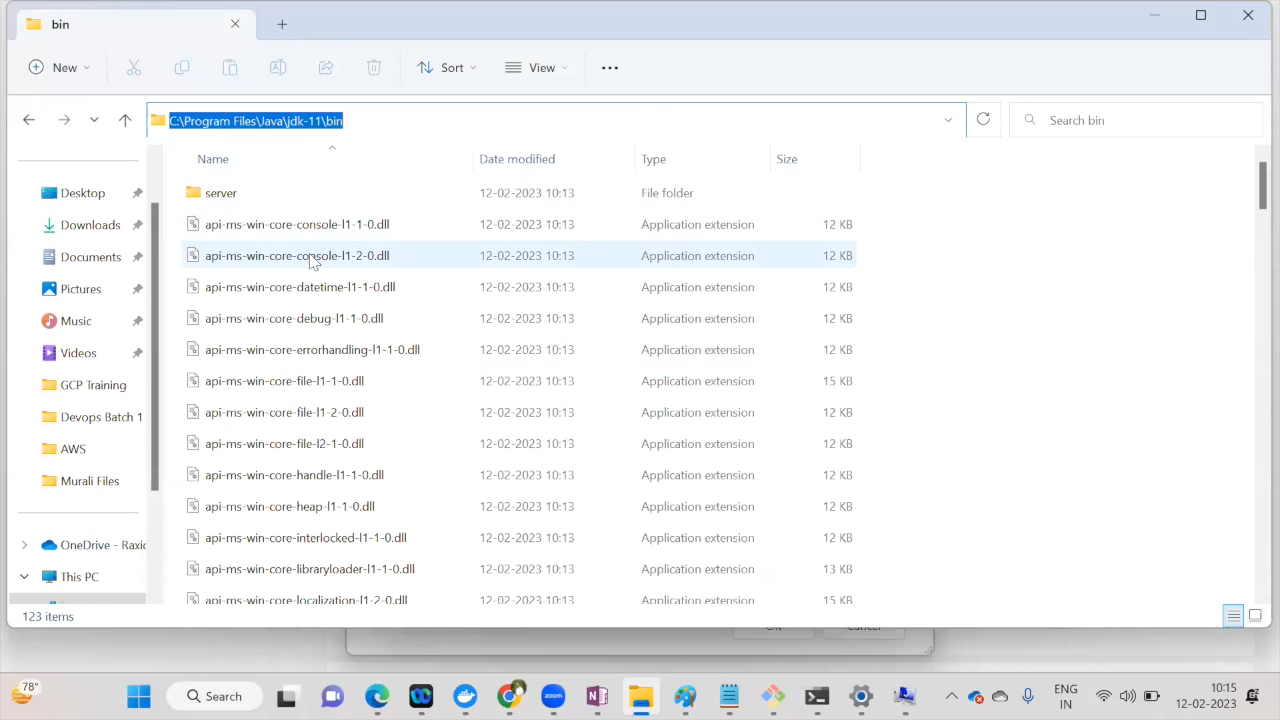 bin
New
Sort
View
C:\Program Files\Java\jdk-11\bin
Search bin
Name Date modified Type Size
server 12-02-2023 10:13 File folder
api-ms-win-core-console-l1-1-0.dll 12-02-2023 10:13 Application extension 12 KB
api-ms-win-core-console-l1-2-0.dll 12-02-2023 10:13 Application extension 12 KB
api-ms-win-core-datetime-l1-1-0.dll 12-02-2023 10:13 Application extension 12 KB
api-ms-win-core-debug-l1-1-0.dll 12-02-2023 10:13 Application extension 12 KB
api-ms-win-core-errorhandling-l1-1-0.dll 12-02-2023 10:13 Application extension 12 KB
api-ms-win-core-file-l1-1-0.dll 12-02-2023 10:13 Application extension 15 KB
api-ms-win-core-file-l1-2-0.dll 12-02-2023 10:13 Application extension 12 KB
api-ms-win-core-file-l2-1-0.dll 12-02-2023 10:13 Application extension 12 KB
api-ms-win-core-handle-l1-1-0.dll 12-02-2023 10:13 Application extension 12 KB
api-ms-win-core-heap-l1-1-0.dll 12-02-2023 10:13 Application extension 12 KB
api-ms-win-core-interlocked-l1-1-0.dll 12-02-2023 10:13 Application extension 12 KB
api-ms-win-core-libraryloader-l1-1-0.dll 12-02-2023 10:13 Application extension 13 KB
api-ms-win-core-localization-l1-2-0.dll 12-02-2023 10:13 Application extension 15 KB
Desktop
Downloads
Documents
Pictures
Music
Videos
GCP Training
Devops Batch 1
AWS
Murali Files
OneDrive - Raxic
This PC
123 items
78°
Search
zoom
ENG
IN
10:15
12-02-2023